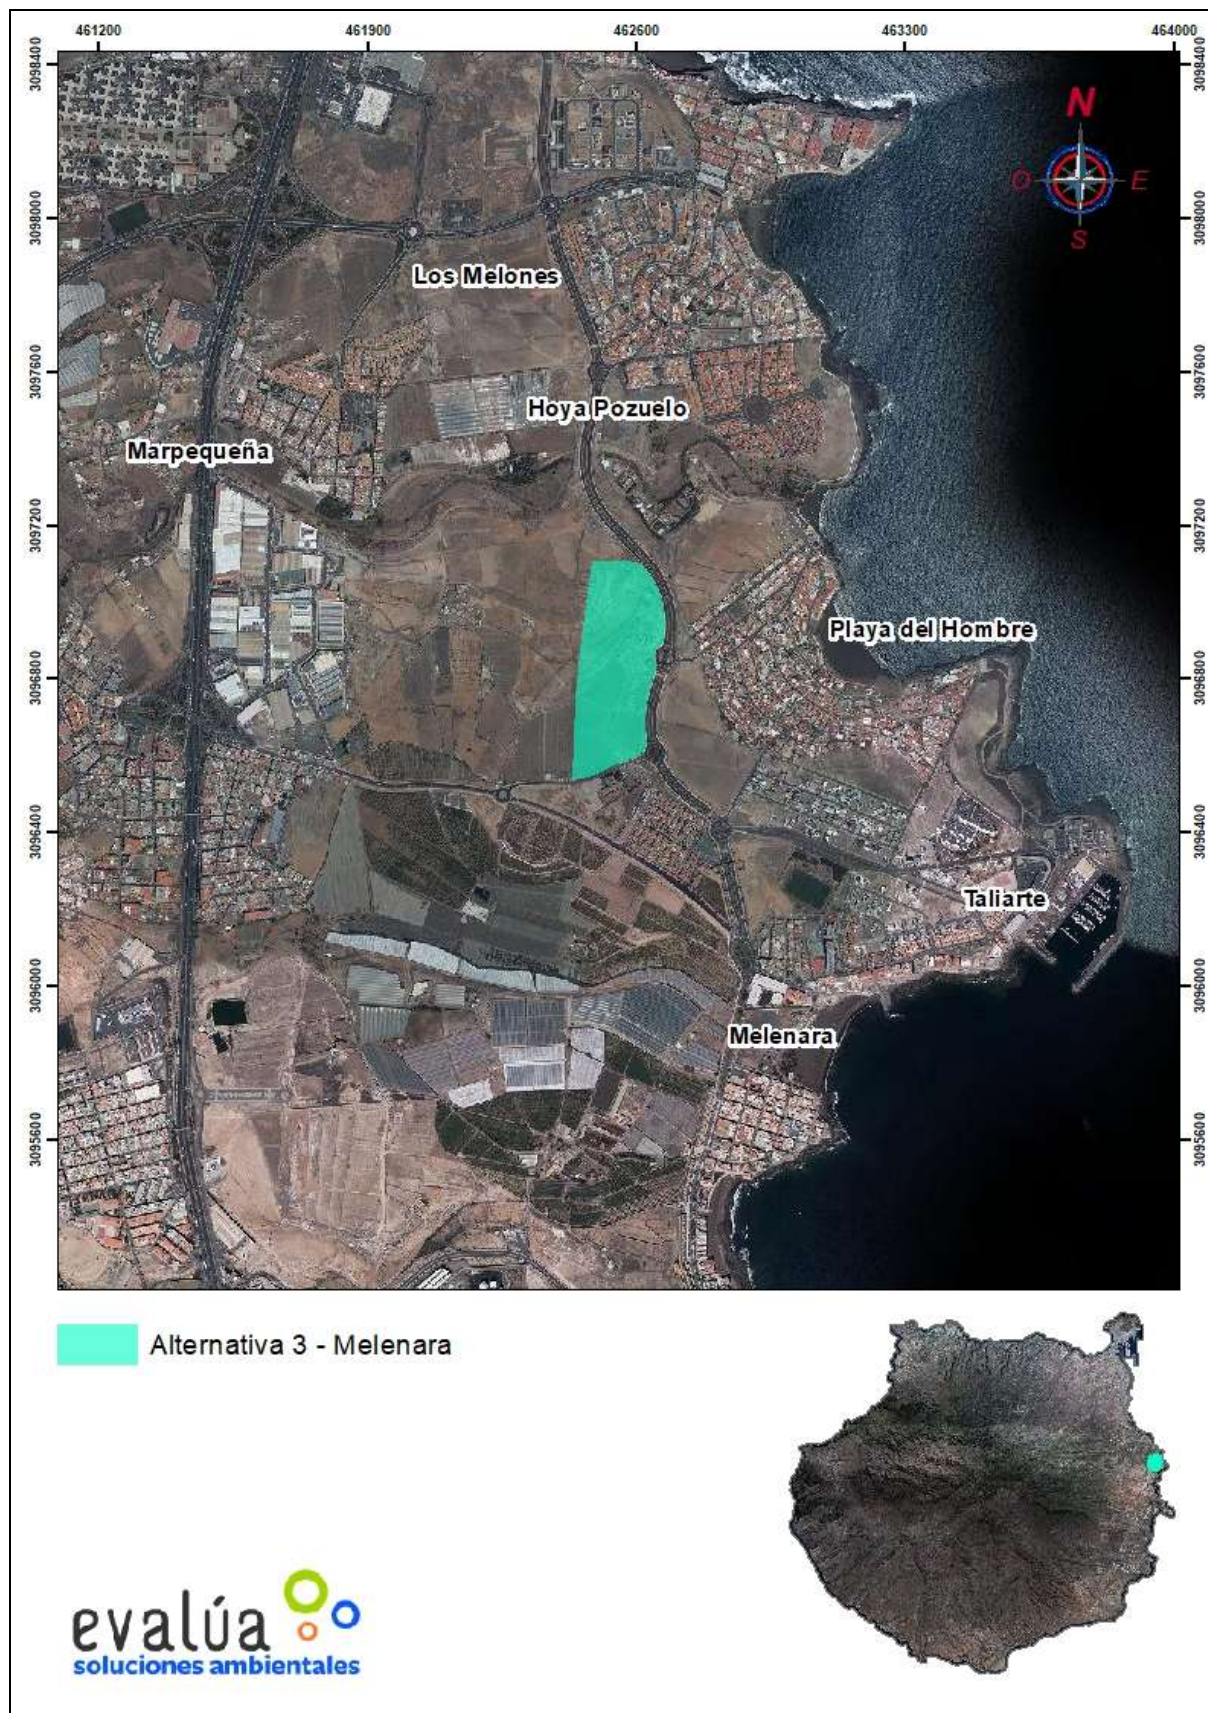 461200 461900 462600 463300 464000
3098400 3098400
N
O E
S
3098000 3098000
Los Melones
3097600 3097600
Hoya Pozuelo
Marpequeña
3097200 3097200
Playa del Hombre
3096800 3096800
3096400 3096400
Taliarte
3096000 3096000
Melenara
3095600 3095600
Alternativa 3 - Melenara
evalúa
soluciones ambientales